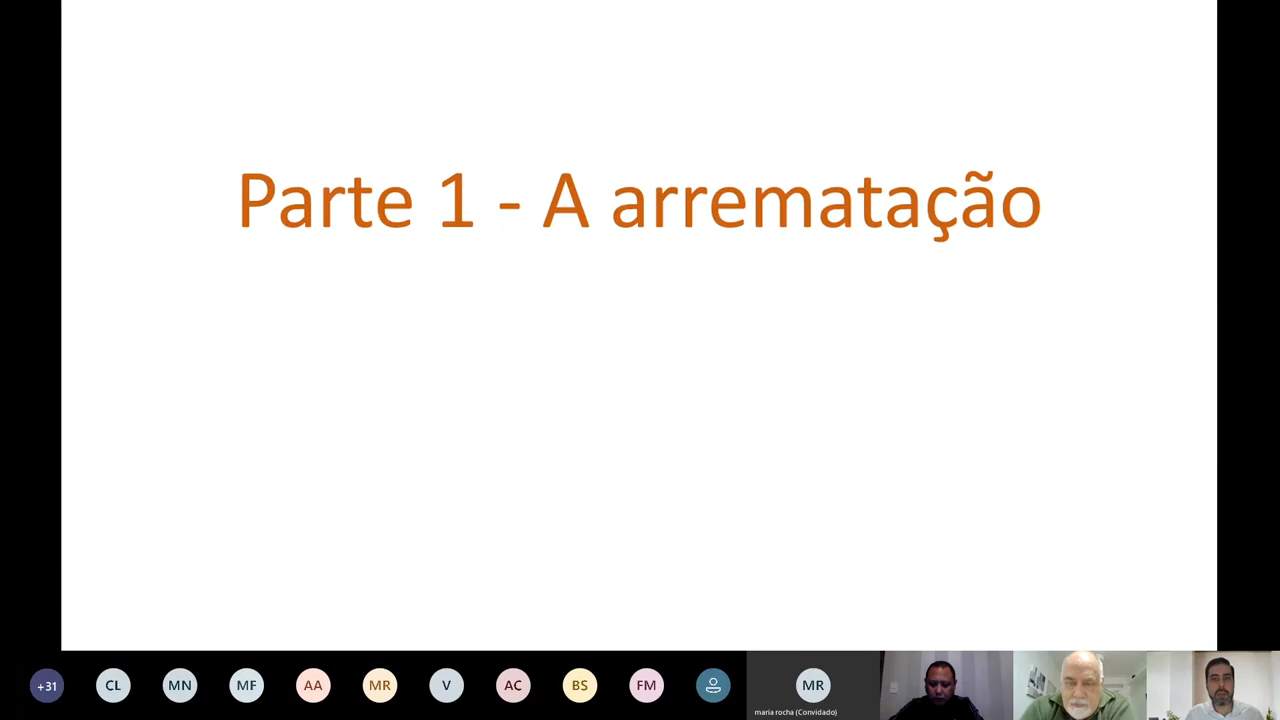 Parte 1 - A arrematação
+31
CL
MN
MF
AA
MR
V
AC
BS
FM
MR
maria rocha (Convidado)